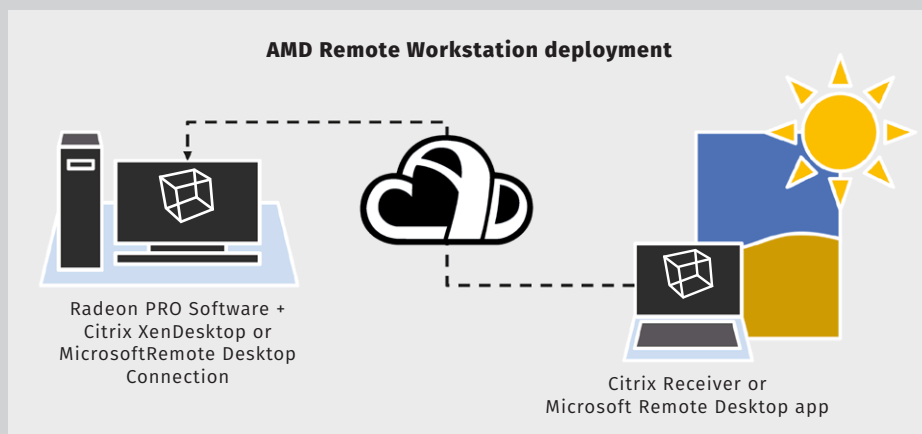 AMD Remote Workstation deployment
Radeon PRO Software +
Citrix XenDesktop or
MicrosoftRemote Desktop
Connection
Citrix Receiver or
Microsoft Remote Desktop app